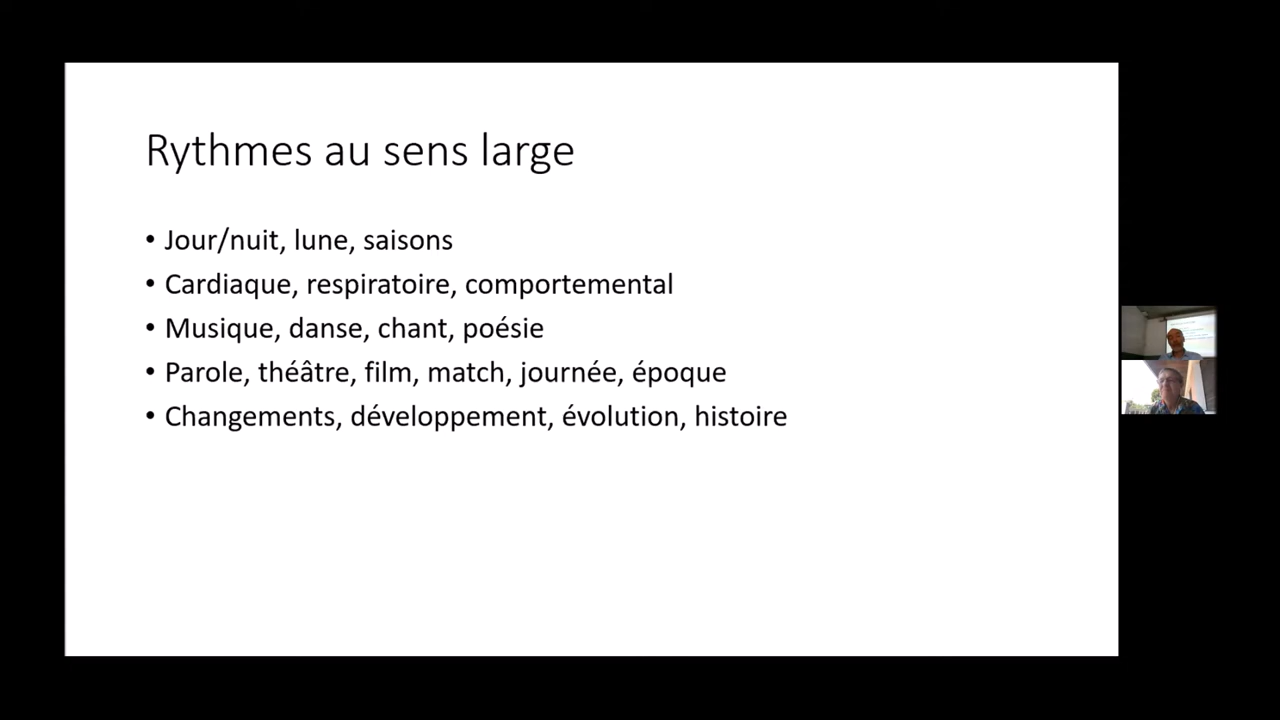 Rythmes au sens large
• Jour/nuit, lune, saisons
• Cardiaque, respiratoire, comportemental
• Musique, danse, chant, poésie
• Parole, théâtre, film, match, journée, époque
• Changements, développement, évolution, histoire